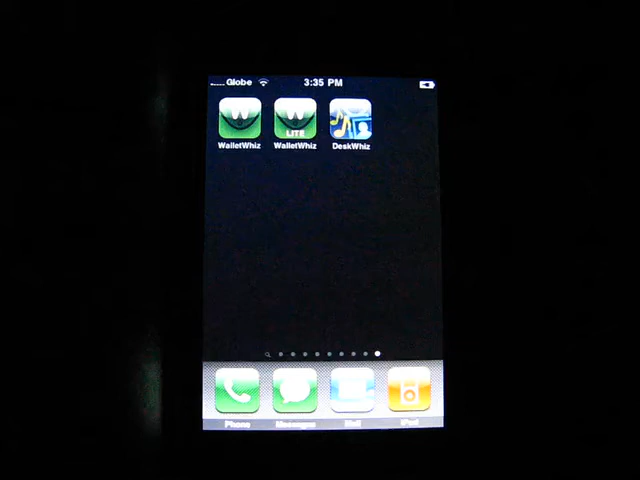 Globe 3:35 PM
W W
LITE
WalletWhiz WalletWhiz DeskWhiz
Phone Messages Mail iPod